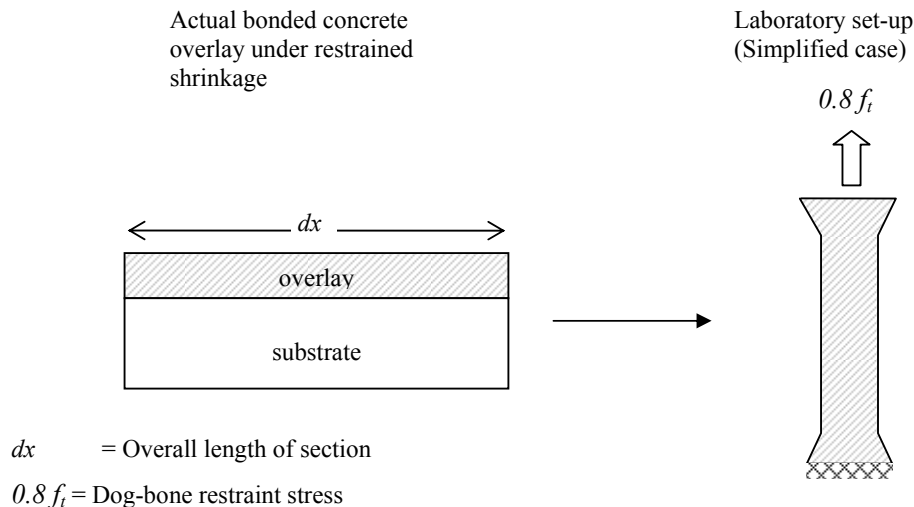 Actual bonded concrete
overlay under restrained
shrinkage
Laboratory set-up
(Simplified case)
0.8 fₜ
dx
overlay
substrate
dx = Overall length of section
0.8 fₜ = Dog-bone restraint stress